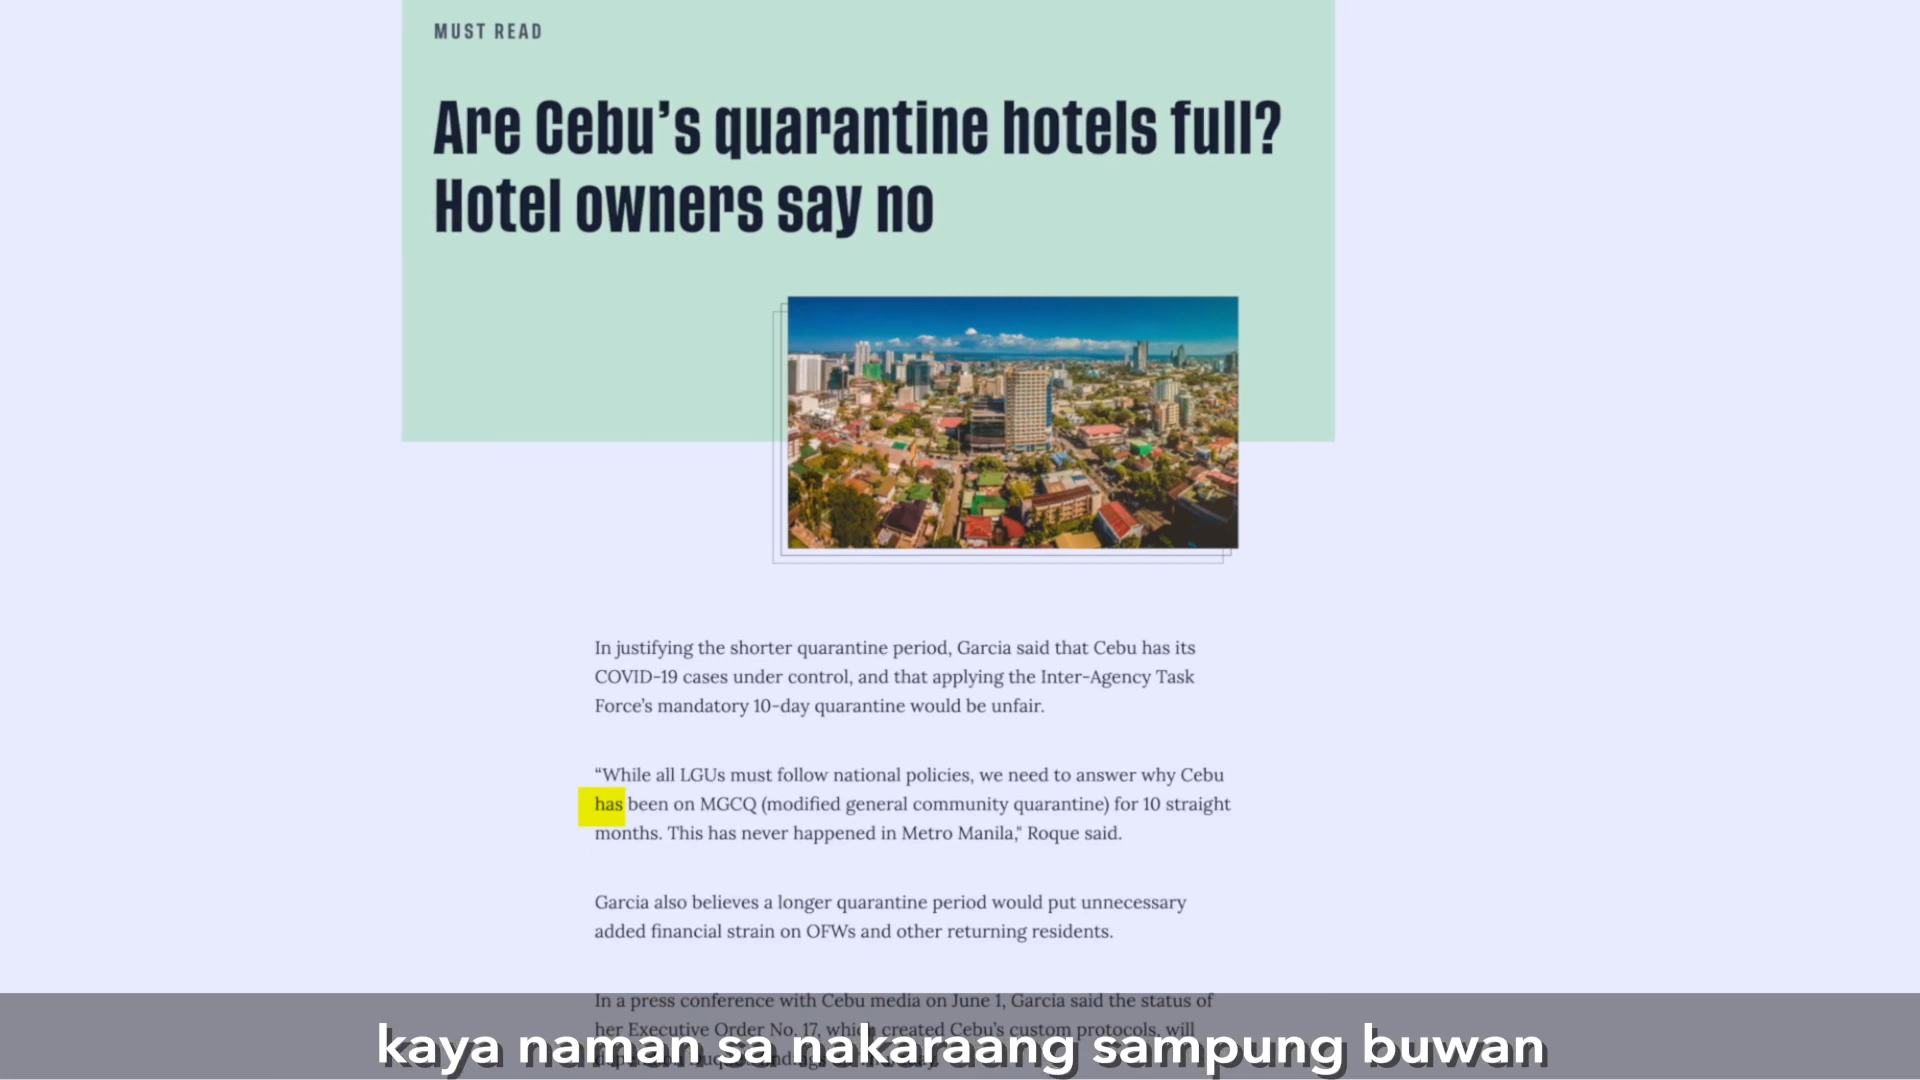 MUST READ
Are Cebu’s quarantine hotels full?
Hotel owners say no
In justifying the shorter quarantine period, Garcia said that Cebu has its
COVID-19 cases under control, and that applying the Inter-Agency Task
Force’s mandatory 10-day quarantine would be unfair.
“While all LGUs must follow national policies, we need to answer why Cebu
has been on MGCQ (modified general community quarantine) for 10 straight
months. This has never happened in Metro Manila," Roque said.
Garcia also believes a longer quarantine period would put unnecessary
added financial strain on OFWs and other returning residents.
In a press conference with Cebu media on June 1, Garcia said the status of
her Executive Order No. 17, which created Cebu’s custom protocols, will
kaya naman sa nakaraang sampung buwan